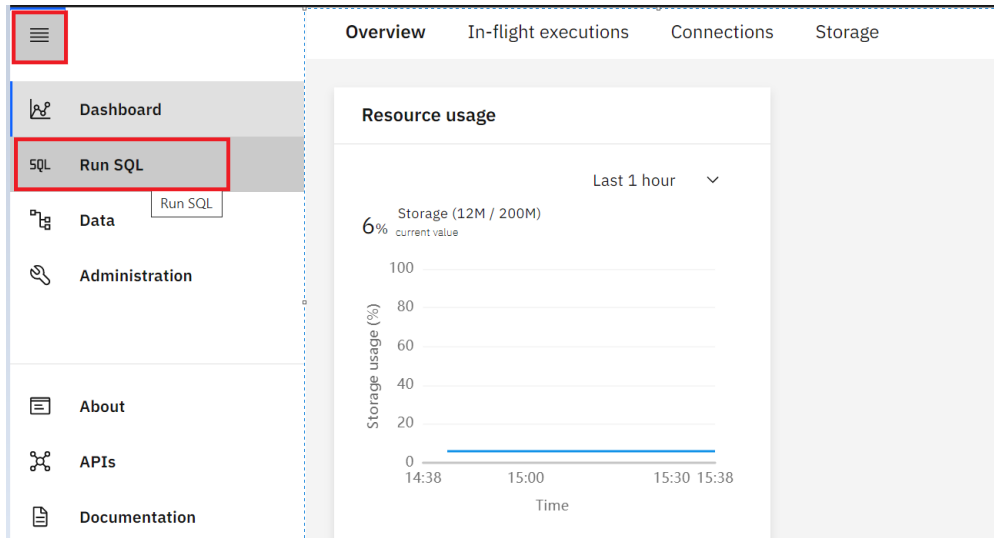 Overview In-flight executions Connections Storage
Dashboard
SQL Run SQL
Run SQL
Data
Administration
About
APIs
Documentation
Resource usage
Last 1 hour
6% Storage (12M / 200M)
current value
Storage usage (%)
100
80
60
40
20
0
14:38 15:00 15:30 15:38
Time